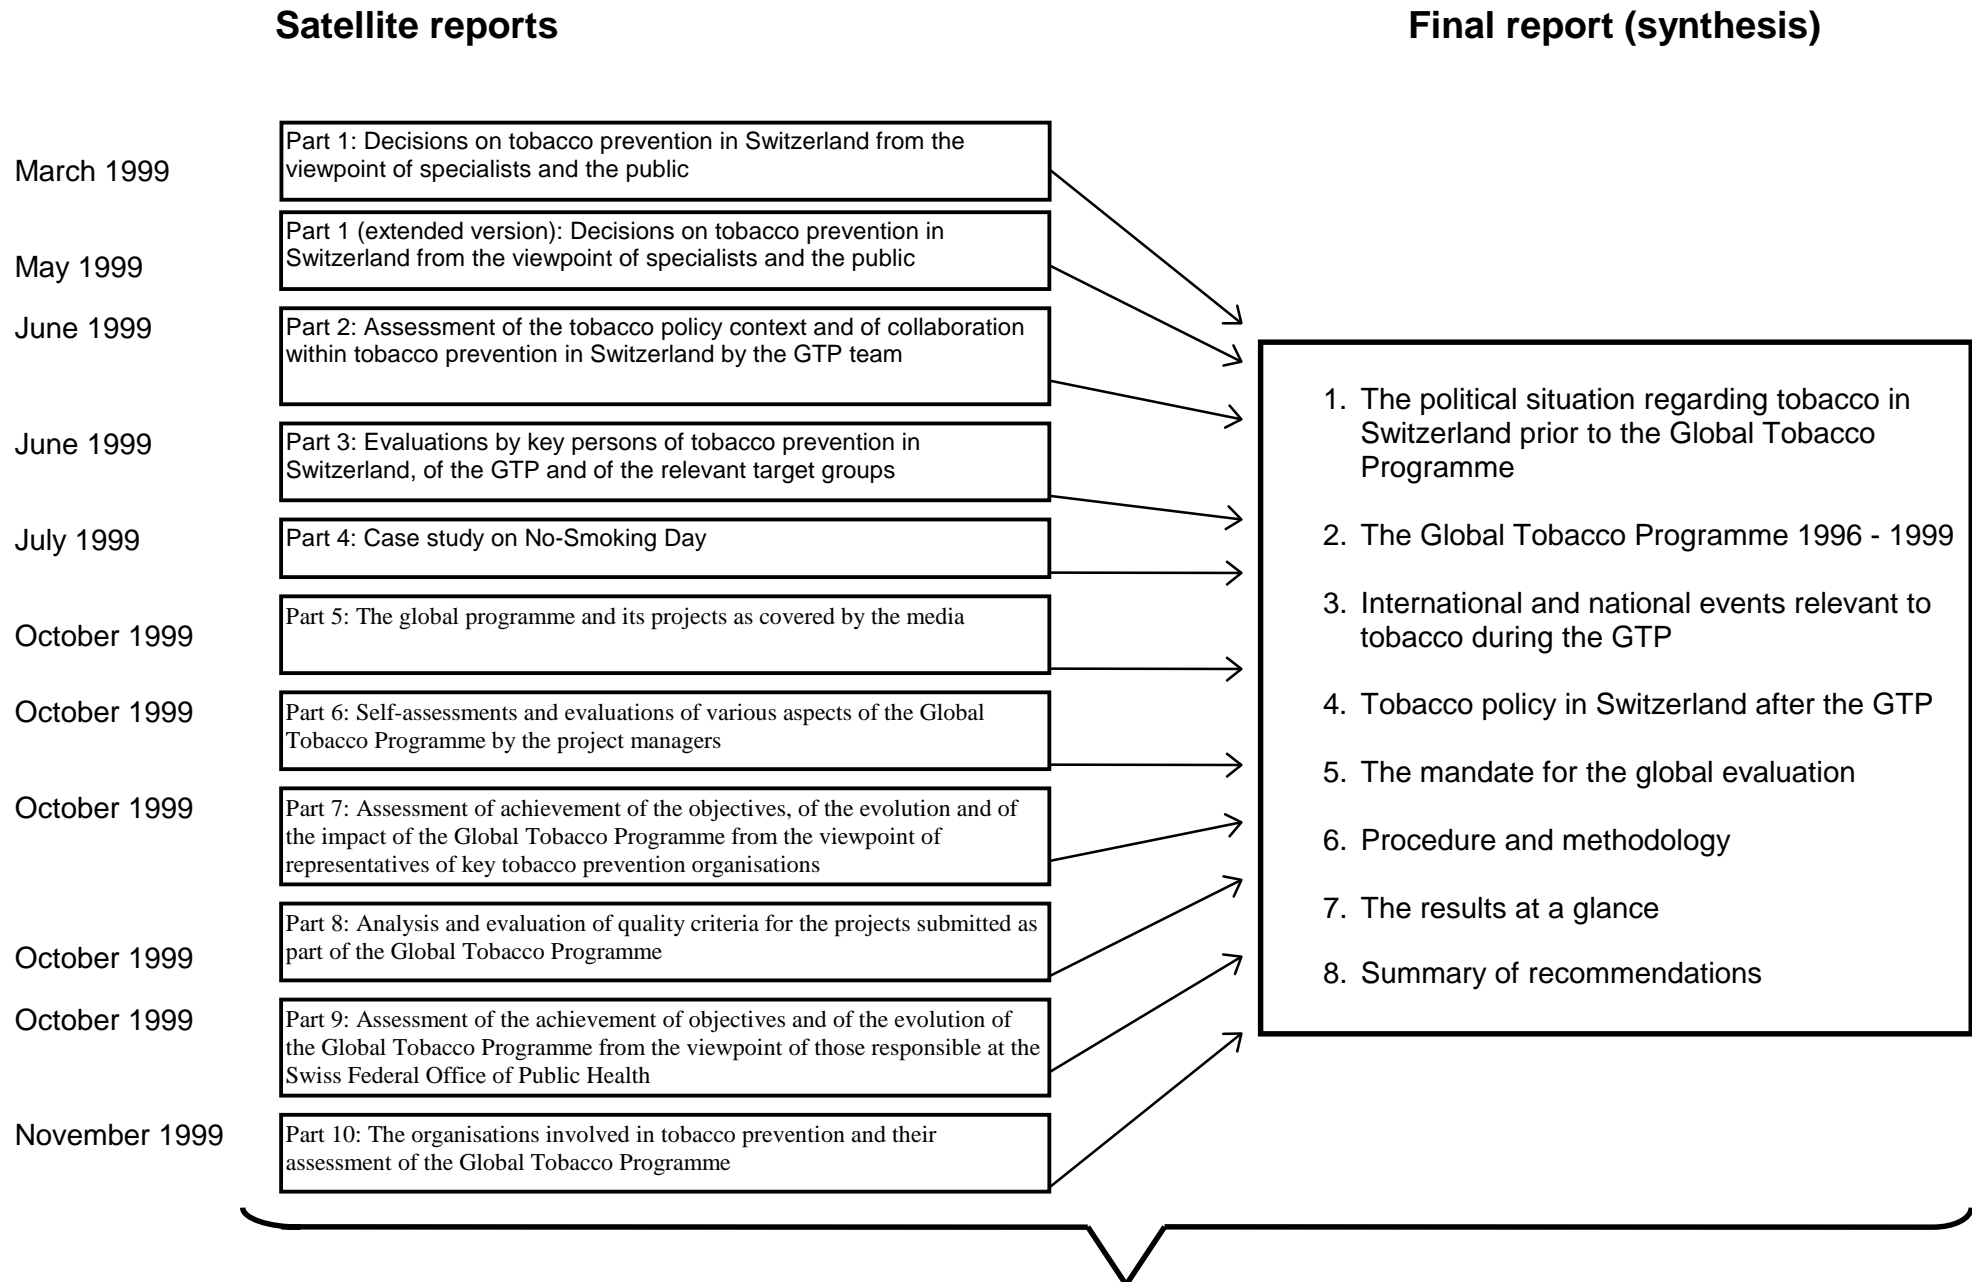 Satellite reports
Final report (synthesis)
March 1999
Part 1: Decisions on tobacco prevention in Switzerland from the
viewpoint of specialists and the public
May 1999
Part 1 (extended version): Decisions on tobacco prevention in
Switzerland from the viewpoint of specialists and the public
June 1999
Part 2: Assessment of the tobacco policy context and of collaboration
within tobacco prevention in Switzerland by the GTP team
June 1999
Part 3: Evaluations by key persons of tobacco prevention in
Switzerland, of the GTP and of the relevant target groups
July 1999
Part 4: Case study on No-Smoking Day
October 1999
Part 5: The global programme and its projects as covered by the media
October 1999
Part 6: Self-assessments and evaluations of various aspects of the Global
Tobacco Programme by the project managers
October 1999
Part 7: Assessment of achievement of the objectives, of the evolution and of
the impact of the Global Tobacco Programme from the viewpoint of
representatives of key tobacco prevention organisations
October 1999
Part 8: Analysis and evaluation of quality criteria for the projects submitted as
part of the Global Tobacco Programme
October 1999
Part 9: Assessment of the achievement of objectives and of the evolution of
the Global Tobacco Programme from the viewpoint of those responsible at the
Swiss Federal Office of Public Health
November 1999
Part 10: The organisations involved in tobacco prevention and their
assessment of the Global Tobacco Programme
1. The political situation regarding tobacco in
Switzerland prior to the Global Tobacco
Programme
2. The Global Tobacco Programme 1996 - 1999
3. International and national events relevant to
tobacco during the GTP
4. Tobacco policy in Switzerland after the GTP
5. The mandate for the global evaluation
6. Procedure and methodology
7. The results at a glance
8. Summary of recommendations